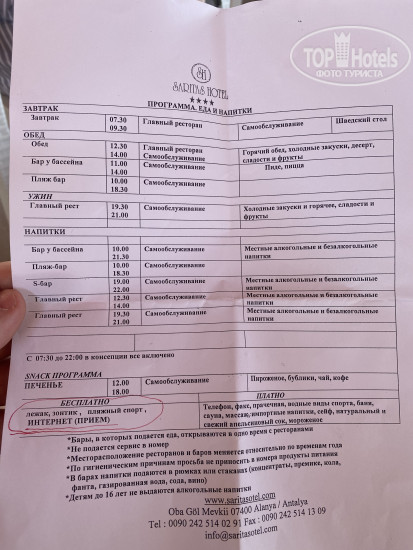 TOPHotels
ФОТО ТУРИСТА
SH
SARITAS HOTEL
★★★★
ПРОГРАММА. ЕДА И НАПИТКИ
ЗАВТРАК
Завтрак 07.30 Главный ресторан Самообслуживание Шведский стол
09.30
ОБЕД
Обед 12.30 Главный ресторан Горячий обед, холодные закуски, десерт,
14.00 Самообслуживание сладости и фрукты
Бар у бассейна 11.00 Самообслуживание Пиде, пицца
14.00
Пляж бар 10.00 Самообслуживание
18.30
УЖИН
Главный рест 19.30 Самообслуживание Холодные закуски и горячее, сладости и
21.00 фрукты
НАПИТКИ
Бар у бассейна 10.00 Самообслуживание Местные алкогольные и безалкогольные
21.30 напитки
Пляж-бар 10.00 Самообслуживание
18.30
S-бар 19.00 Самообслуживание Местные алкогольные и безалкогольные
22.00 напитки
Главный рест 12.30 Самообслуживание Местные алкогольные и безалкогольные
14.00 напитки
Главный рест 19.30 Самообслуживание Местные алкогольные и безалкогольные
21.00 напитки
С 07:30 до 22:00 в концепции все включено
SNACK ПРОГРАММА
ПЕЧЕНЬЕ 12.00 Самообслуживание Пироженое, бублики, чай, кофе
18.00
БЕСПЛАТНО ПЛАТНО
лежак, зонтик , пляжный спорт , Телефон, факс, прачечная, водные виды спорта, баня,
ИНТЕРНЕТ (ПРИЕМ) сауна, массаж, импортные напитки, сейф, натуральный и
свежий апельсиновый сок, мороженое
*Бары, в которых подается еда, открываются в одно время с ресторанами
*Не подается сервис в номер
*Месторасположение ресторанов и баров меняется относительно по временам года
*По гигиеническим причинам просьба не приносить в номера продукты питания
*В барах напитки подаются в рюмках или стаканах (концентраты, премикс, кола,
фанта, газированная вода, сода, вино)
*Детям до 16 лет не выдаются алкогольные напитки
www.saritasotel.com
Oba Göl Mevkii 07400 Alanya / Antalya
Tel : 0090 242 514 02 91 Fax : 0090 242 514 13 09
info@saritasotel.com